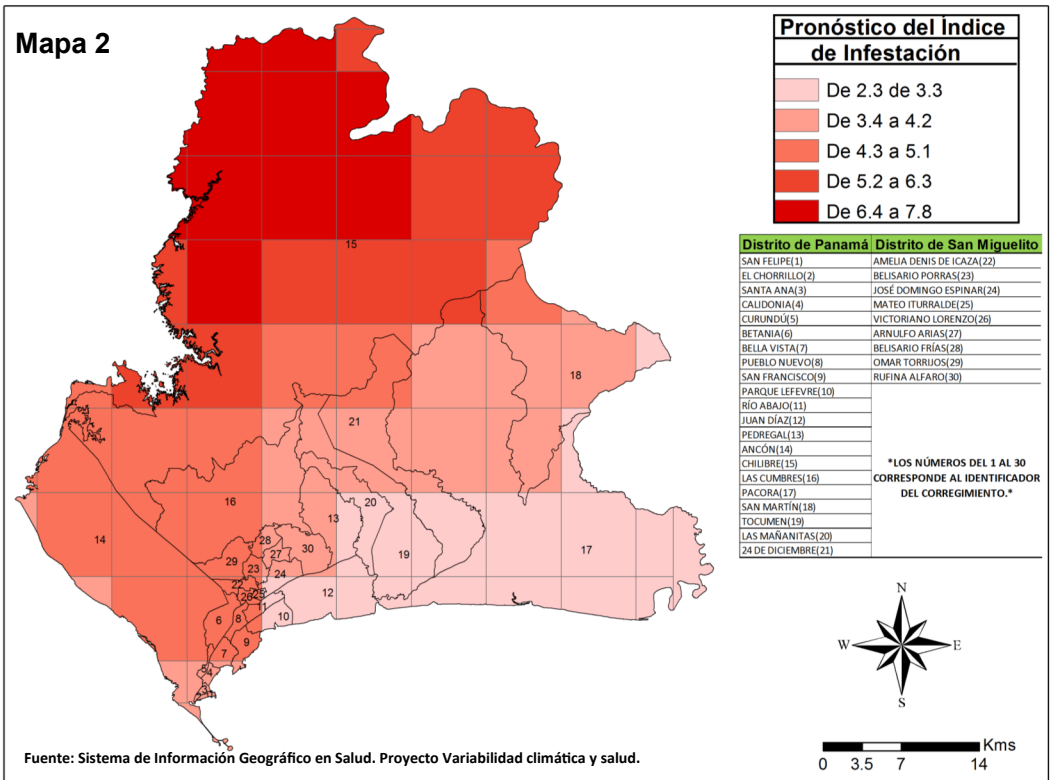 Mapa 2
Pronóstico del Índice
de Infestación
De 2.3 de 3.3
De 3.4 a 4.2
De 4.3 a 5.1
De 5.2 a 6.3
De 6.4 a 7.8
Distrito de Panamá Distrito de San Miguelito
SAN FELIPE(1) AMELIA DENIS DE ICAZA(22)
EL CHORRILLO(2) BELISARIO PORRAS(23)
SANTA ANA(3) JOSÉ DOMINGO ESPINAR(24)
CALIDONIA(4) MATEO ITURRALDE(25)
CURUNDÚ(5) VICTORIANO LORENZO(26)
BETANIA(6) ARNULFO ARIAS(27)
BELLA VISTA(7) BELISARIO FRÍAS(28)
PUEBLO NUEVO(8) OMAR TORRIJOS(29)
SAN FRANCISCO(9) RUFINA ALFARO(30)
PARQUE LEFEVRE(10)
RÍO ABAJO(11)
JUAN DÍAZ(12)
PEDREGAL(13)
ANCÓN(14)
CHILIBRE(15)
LAS CUMBRES(16)
PACORA(17)
SAN MARTÍN(18)
TOCUMEN(19)
LAS MAÑANITAS(20)
24 DE DICIEMBRE(21)
*LOS NÚMEROS DEL 1 AL 30
CORRESPONDE AL IDENTIFICADOR
DEL CORREGIMIENTO.*
15
18
21
16
20
13
14
28
30
27
19
17
29
23
24
22
25
26
12
11
10
6
8
9
7
4
3
N
W E
S
Kms
0 3.5 7 14
Fuente: Sistema de Información Geográfico en Salud. Proyecto Variabilidad climática y salud.